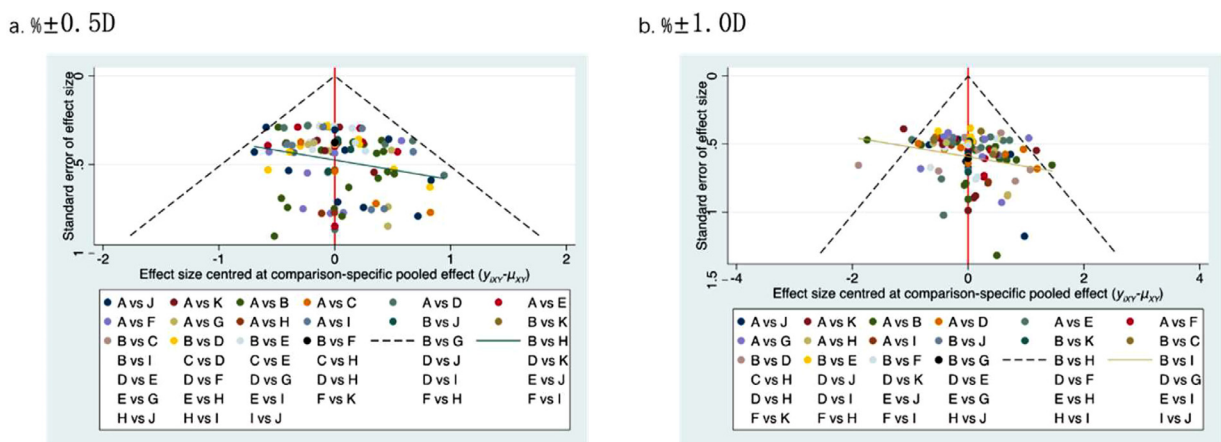 a. %±0.5D
b. %±1.0D
Standard error of effect size
0
.5
1
-2 -1 0 1 2
Effect size centred at comparison-specific pooled effect (yiXY-μXY)
A vs J A vs K A vs B A vs C A vs D A vs E
A vs F A vs G A vs H A vs I B vs J B vs K
B vs C B vs D B vs E B vs F B vs G B vs H
B vs I C vs D C vs E C vs H D vs J D vs K
D vs E D vs F D vs G D vs H D vs I E vs J
E vs G E vs H E vs I F vs K F vs H F vs I
H vs J H vs I I vs J
Standard error of effect size
0
.5
1
1.5
-4 -2 0 2 4
Effect size centred at comparison-specific pooled effect (yiXY-μXY)
A vs J A vs K A vs B A vs D A vs E A vs F
A vs G A vs H A vs I B vs J B vs K B vs C
B vs D B vs E B vs F B vs G B vs H B vs I
C vs H D vs J D vs K D vs E D vs F D vs G
D vs H D vs I E vs J E vs G E vs H E vs I
F vs K F vs H F vs I H vs J H vs I I vs J